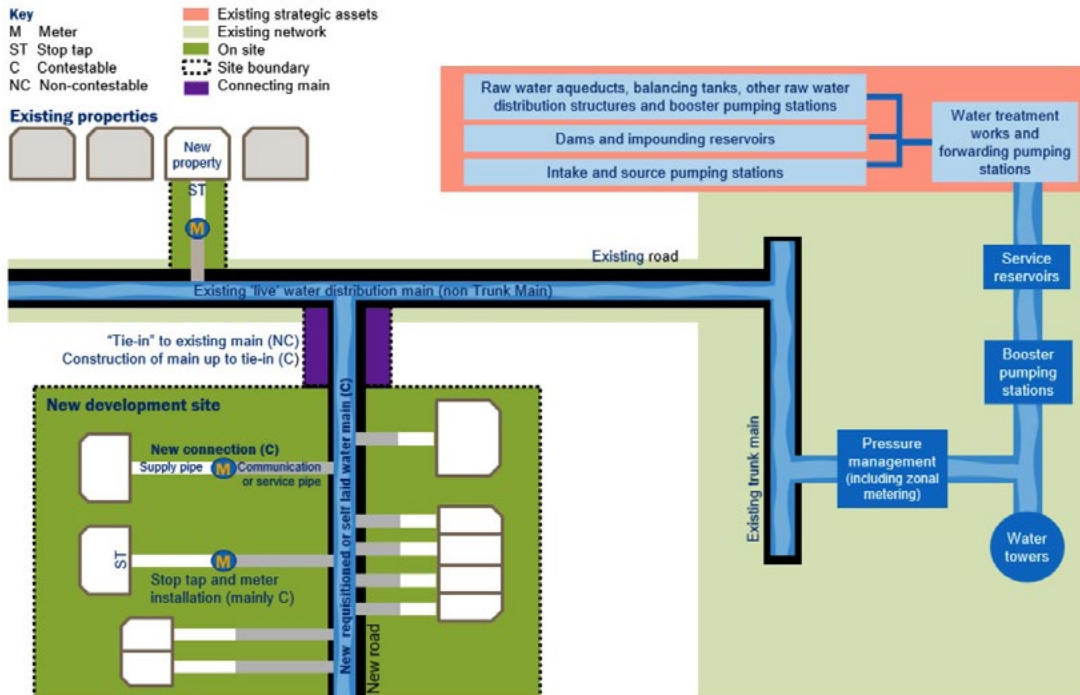 Key
M Meter
ST Stop tap
C Contestable
NC Non-contestable
Existing strategic assets
Existing network
On site
Site boundary
Connecting main
Existing properties
New
property
ST
M
Raw water aqueducts, balancing tanks, other raw water
distribution structures and booster pumping stations
Dams and impounding reservoirs
Intake and source pumping stations
Water treatment
works and
forwarding pumping
stations
Existing road
Existing 'live' water distribution main (non Trunk Main)
Service
reservoirs
"Tie-in" to existing main (NC)
Construction of main up to tie-in (C)
Booster
pumping
stations
New development site
New connection (C)
Supply pipe
M
Communication
or service pipe
ST
M
Stop tap and meter
installation (mainly C)
New requisitioned or self laid water main (C)
New road
Existing trunk main
Pressure
management
(including zonal
metering)
Water
towers